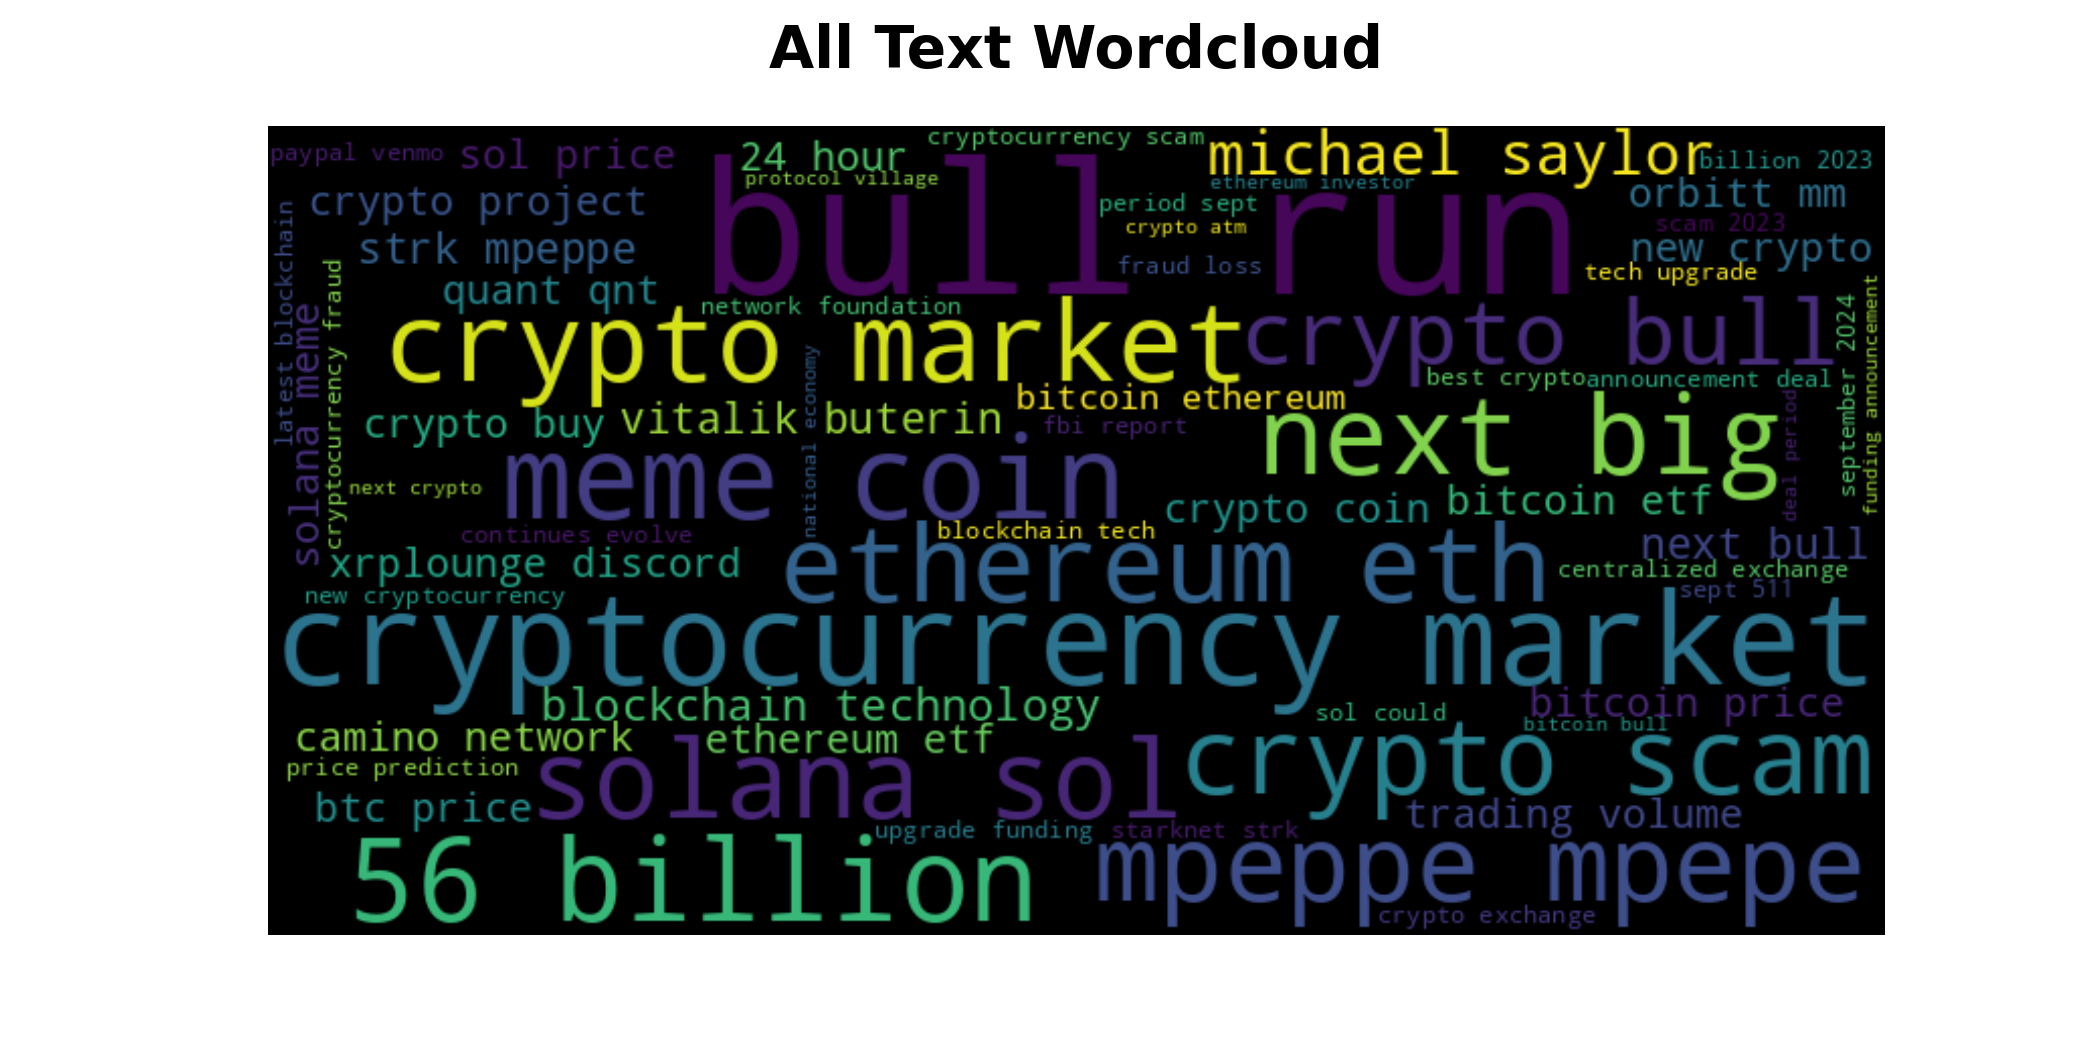 All Text Wordcloud
paypal venmo
sol price
24 hour
cryptocurrency scam
michael saylor
billion 2023
protocol village
bull run
ethereum investor
crypto project
period sept
orbitt mm
crypto atm
scam 2023
strk mpeppe
new crypto
fraud loss
tech upgrade
quant qnt
network foundation
latest blockchain
solana meme
cryptocurrency fraud
crypto market
crypto bull
september 2024
funding announcement
best crypto
announcement deal
bitcoin ethereum
crypto buy
vitalik buterin
national economy
fbi report
next big
deal period
next crypto
meme coin
crypto coin
bitcoin etf
continues evolve
blockchain tech
next bull
xrplounge discord
ethereum eth
centralized exchange
sept 511
new cryptocurrency
cryptocurrency market
blockchain technology
bitcoin price
sol could
bitcoin bull
camino network
ethereum etf
crypto scam
price prediction
solana sol
btc price
trading volume
upgrade funding
starknet strk
56 billion
mpeppe mpepe
crypto exchange